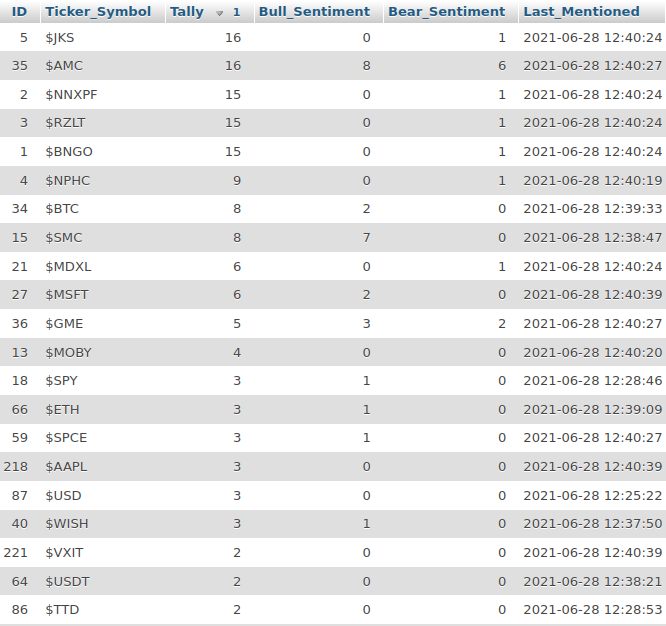 ID Ticker_Symbol Tally 1 Bull_Sentiment Bear_Sentiment Last_Mentioned
5 $JKS 16 0 1 2021-06-28 12:40:24
35 $AMC 16 8 6 2021-06-28 12:40:27
2 $NNXPF 15 0 1 2021-06-28 12:40:24
3 $RZLT 15 0 1 2021-06-28 12:40:24
1 $BNGO 15 0 1 2021-06-28 12:40:24
4 $NPHC 9 0 1 2021-06-28 12:40:19
34 $BTC 8 2 0 2021-06-28 12:39:33
15 $SMC 8 7 0 2021-06-28 12:38:47
21 $MDXL 6 0 1 2021-06-28 12:40:24
27 $MSFT 6 2 0 2021-06-28 12:40:39
36 $GME 5 3 2 2021-06-28 12:40:27
13 $MOBY 4 0 0 2021-06-28 12:40:20
18 $SPY 3 1 0 2021-06-28 12:28:46
66 $ETH 3 1 0 2021-06-28 12:39:09
59 $SPCE 3 1 0 2021-06-28 12:40:27
218 $AAPL 3 0 0 2021-06-28 12:40:39
87 $USD 3 0 0 2021-06-28 12:25:22
40 $WISH 3 1 0 2021-06-28 12:37:50
221 $VXIT 2 0 0 2021-06-28 12:40:39
64 $USDT 2 0 0 2021-06-28 12:38:21
86 $TTD 2 0 0 2021-06-28 12:28:53